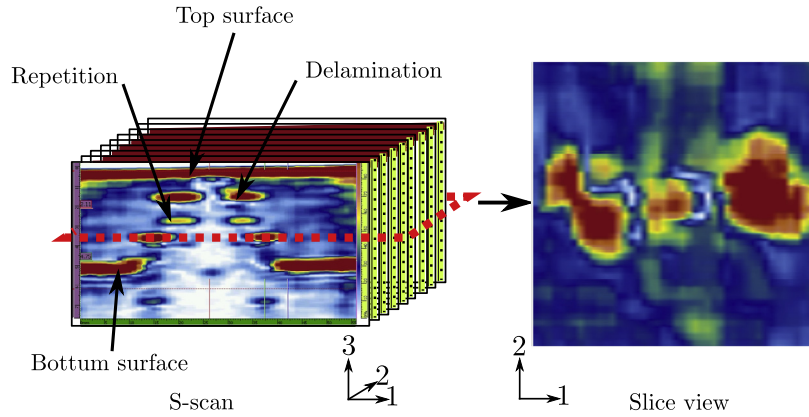 Top surface
Repetition
Delamination
Bottum surface
3
2
1
S-scan
2
1
Slice view